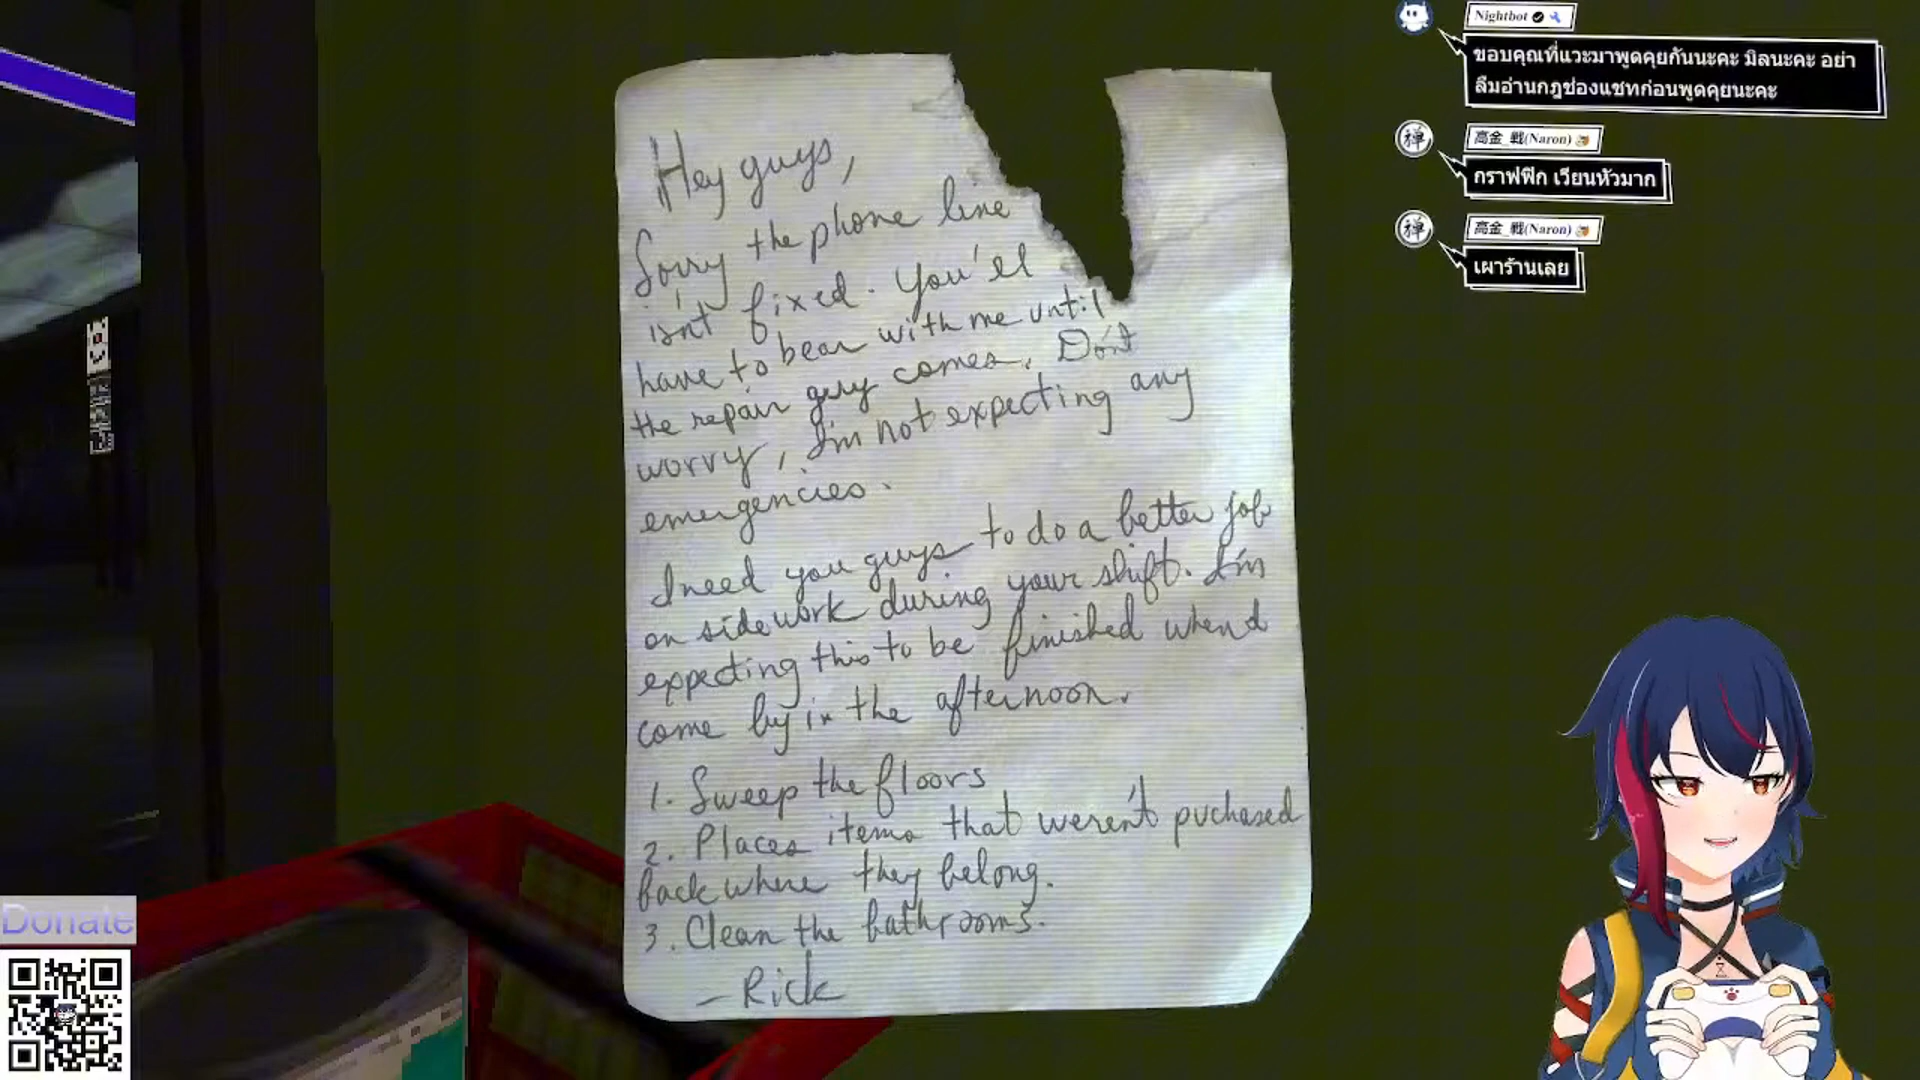 Hey guys,
Sorry the phone line
isn't fixed. You'll
have to bear with me until
the repair guy comes. Don't
worry, I'm not expecting any
emergencies.
I need you guys to do a better job
on side work during your shift. I'm
expecting this to be finished when I
come by in the afternoon.
1. Sweep the floors
2. Places items that weren't puchased
back where they belong.
3. Clean the bathrooms.
- Rick
Nightbot
ขอบคุณที่แวะมาพูดคุยกันนะคะ มิลนะคะ อย่า
ลืมอ่านกฎช่องแชทก่อนพูดคุยนะคะ
高金_戦(Naron)
กราฟฟิก เวียนหัวมาก
高金_戦(Naron)
เผาร้านเลย
禅
禅
Donate